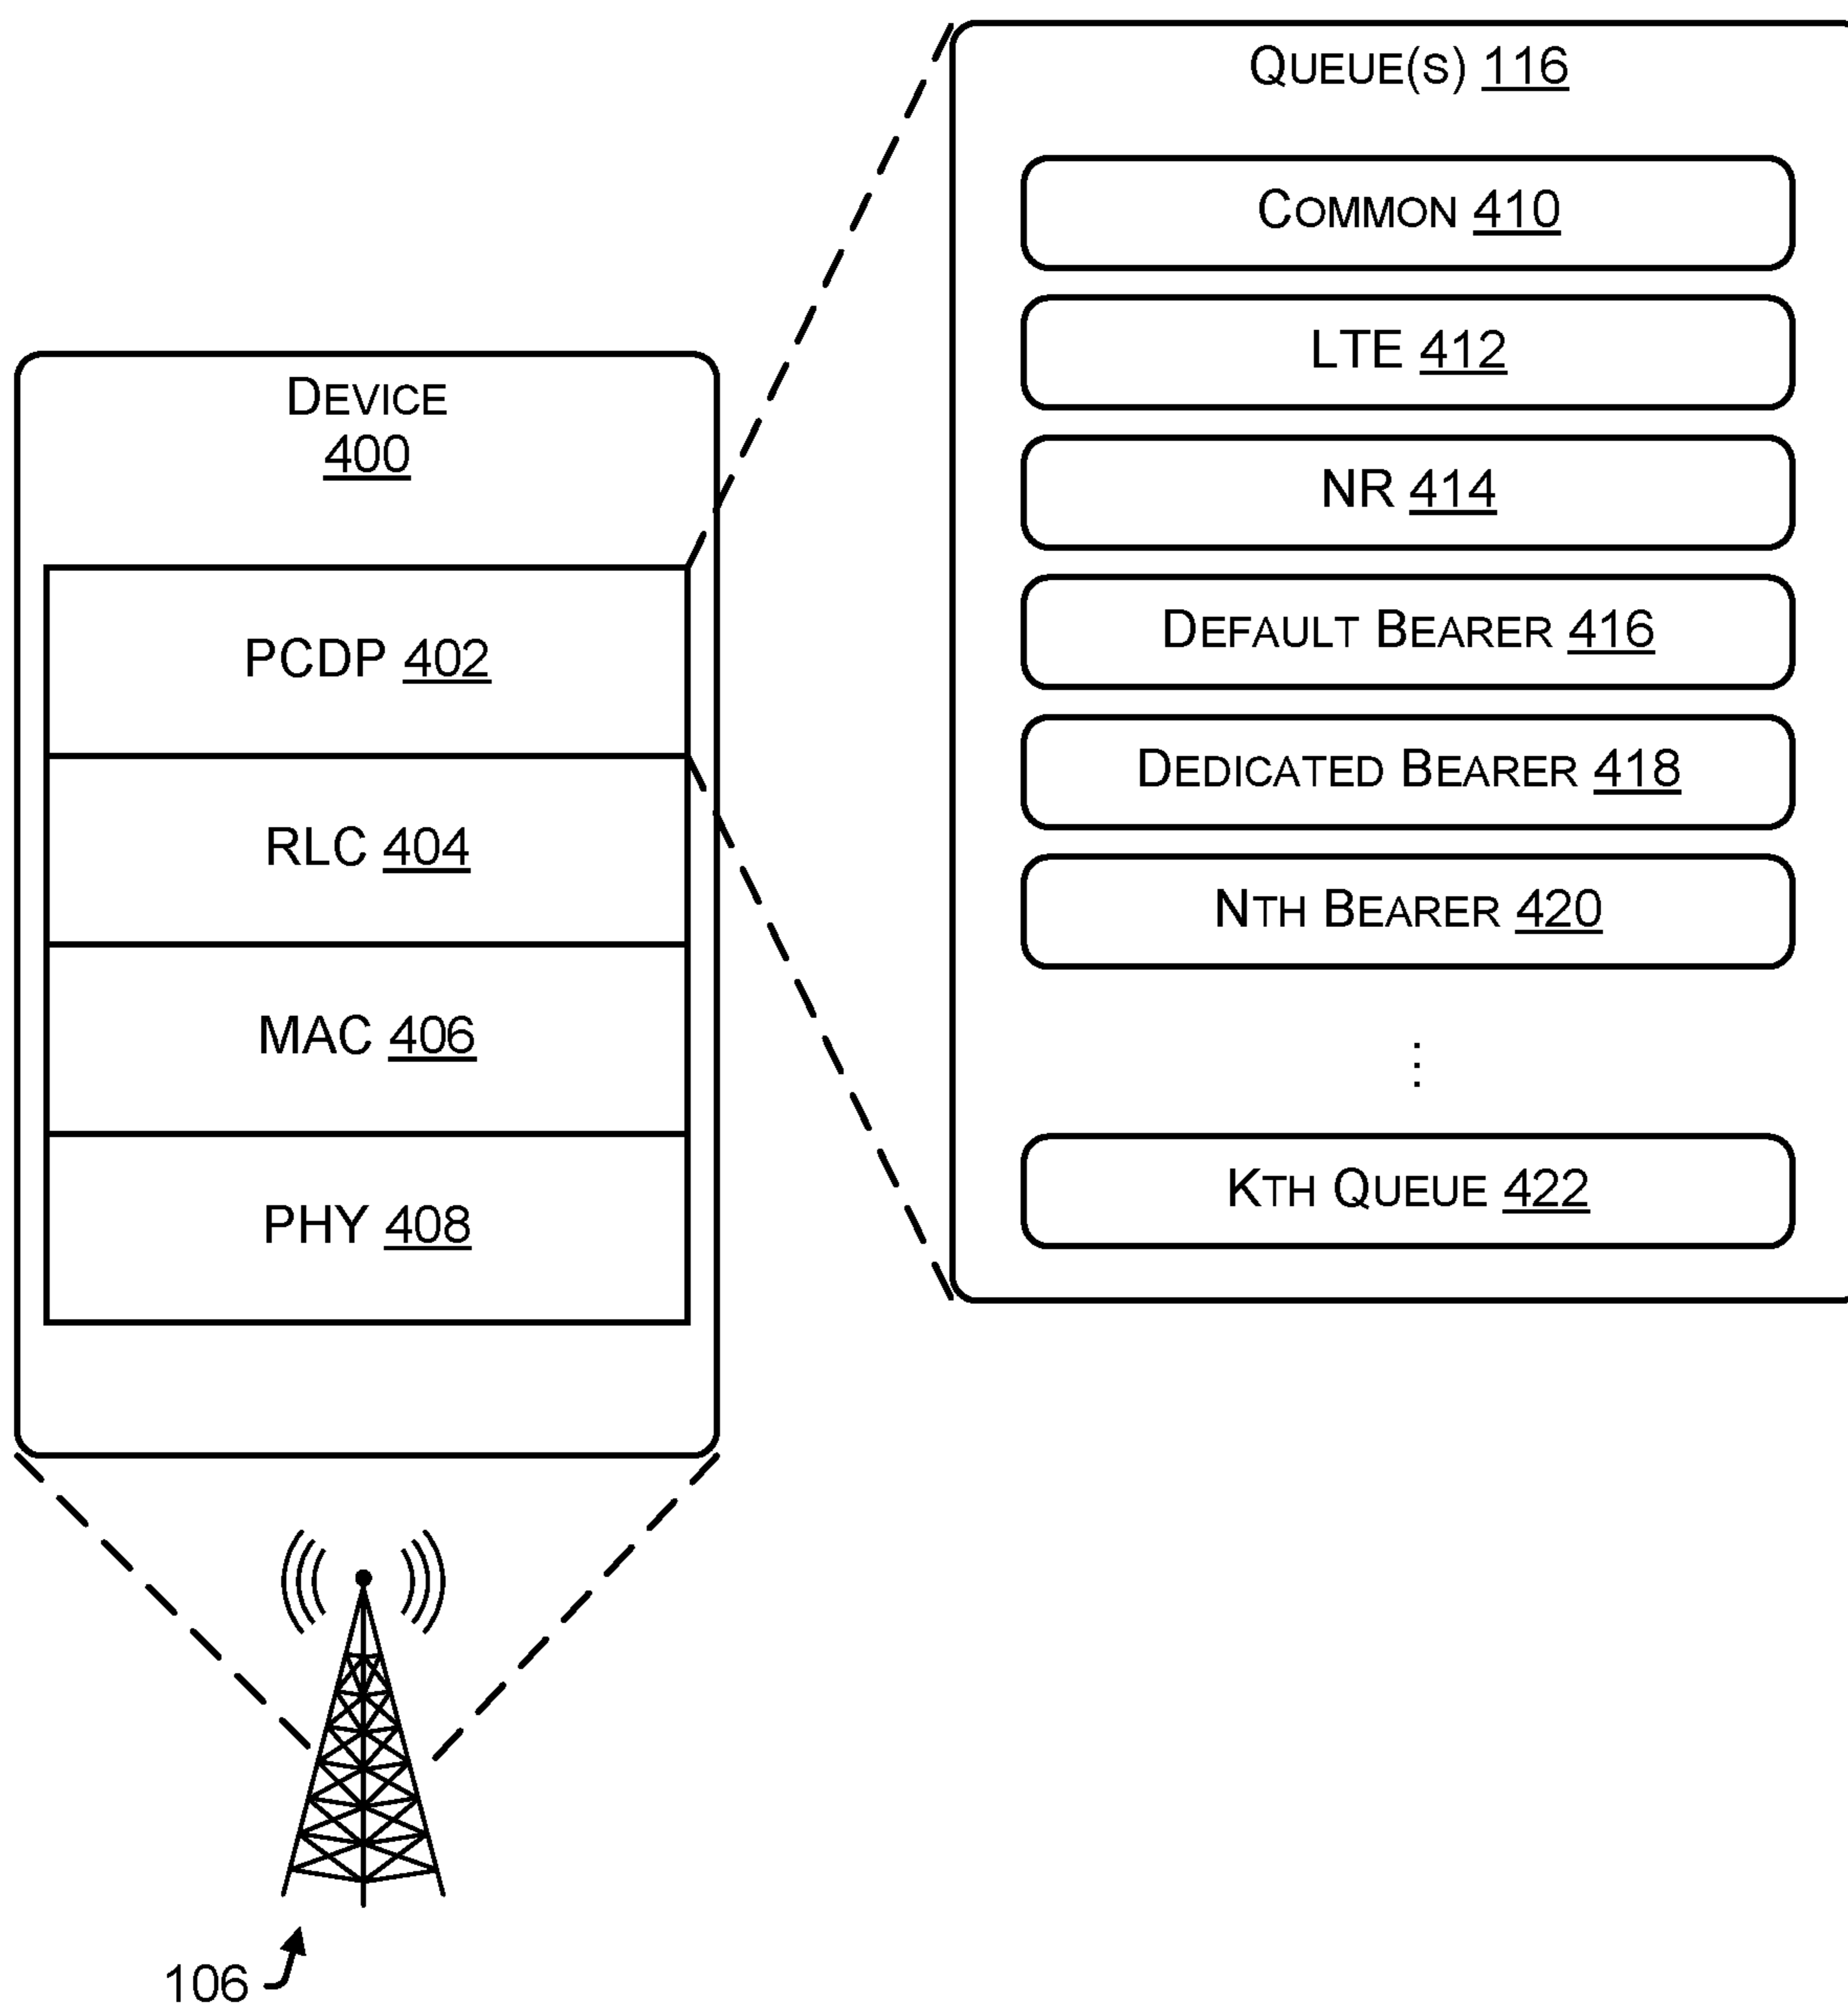 QUEUE(S) 116
COMMON 410
LTE 412
NR 414
DEFAULT BEARER 416
DEDICATED BEARER 418
NTH BEARER 420
⋮
KTH QUEUE 422
DEVICE
400
PCDP 402
RLC 404
MAC 406
PHY 408
106